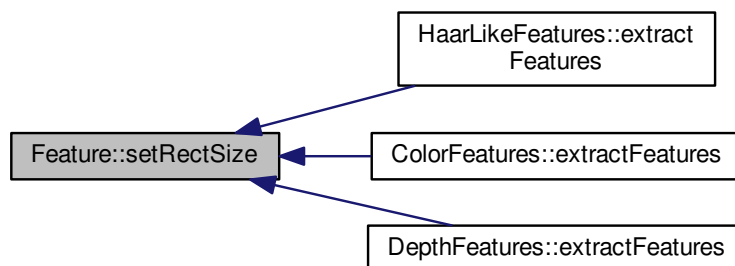 HaarLikeFeatures::extract
Features
Feature::setRectSize
ColorFeatures::extractFeatures
DepthFeatures::extractFeatures